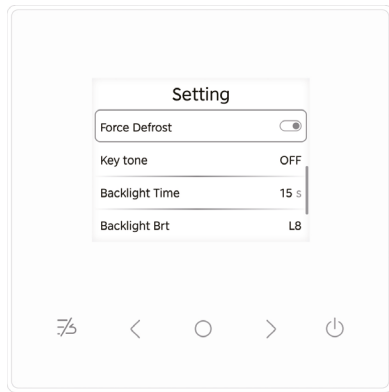 Setting
Force Defrost
Key tone OFF
Backlight Time 15 s
Backlight Brt L8